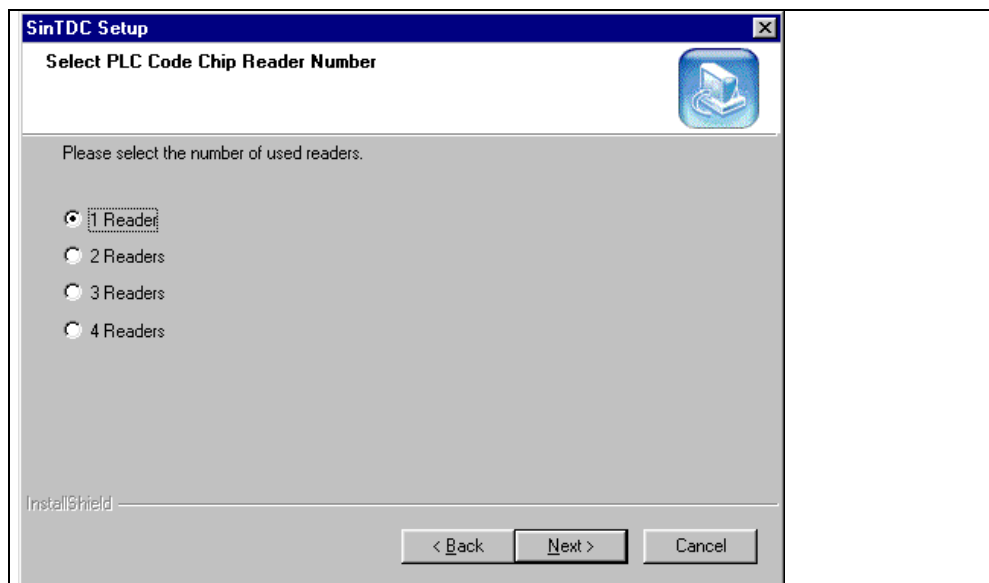 SinTDC Setup
Select PLC Code Chip Reader Number
Please select the number of used readers.
1 Reader
2 Readers
3 Readers
4 Readers
InstallShield
< Back Next > Cancel